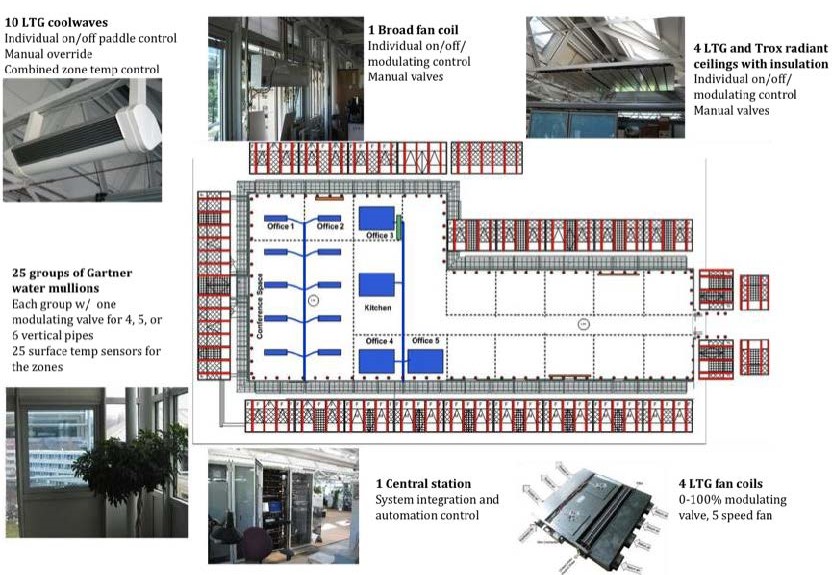 10 LTG coolwaves
Individual on/off paddle control
Manual override
Combined zone temp control
1 Broad fan coil
Individual on/off/
modulating control
Manual valves
4 LTG and Trox radiant
ceilings with insulation
Individual on/off/
modulating control
Manual valves
Office 1
Office 2
Office 3
Conference Space
Kitchen
Office 4
Office 5
25 groups of Gartner
water mullions
Each group w/ one
modulating valve for 4, 5, or
6 vertical pipes
25 surface temp sensors for
the zones
1 Central station
System integration and
automation control
4 LTG fan coils
0-100% modulating
valve, 5 speed fan